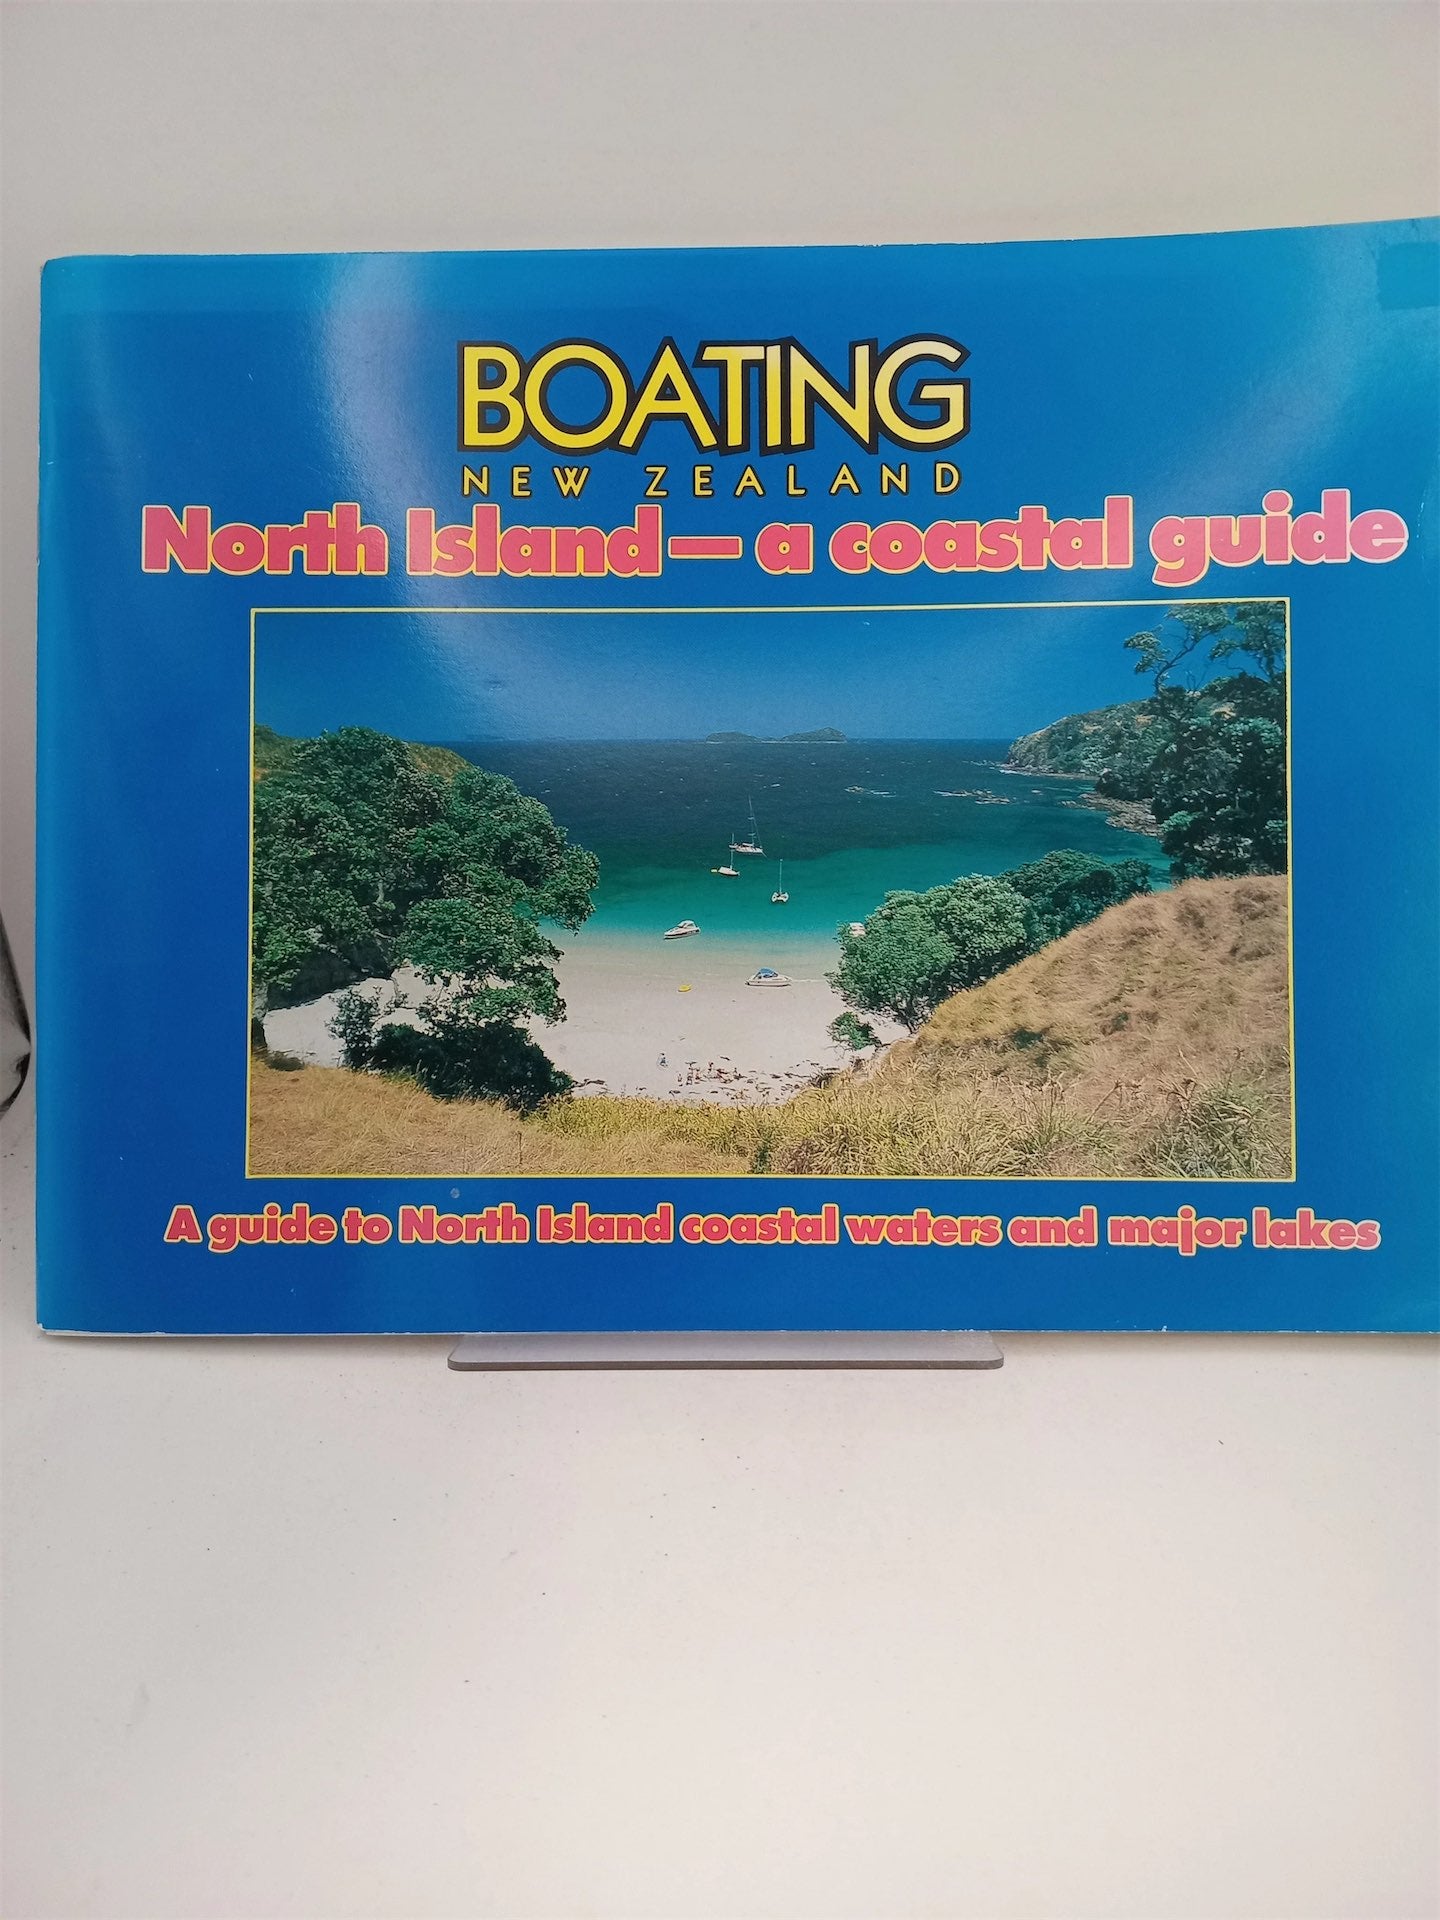 BOATING
NEW ZEALAND
North Island — a coastal guide
A guide to North Island coastal waters and major lakes